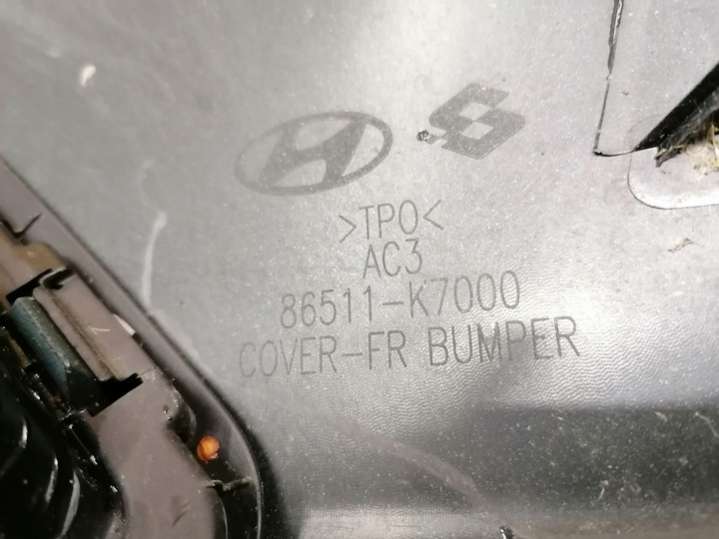 >TPO<
AC3
86511-K7000
COVER-FR BUMPER